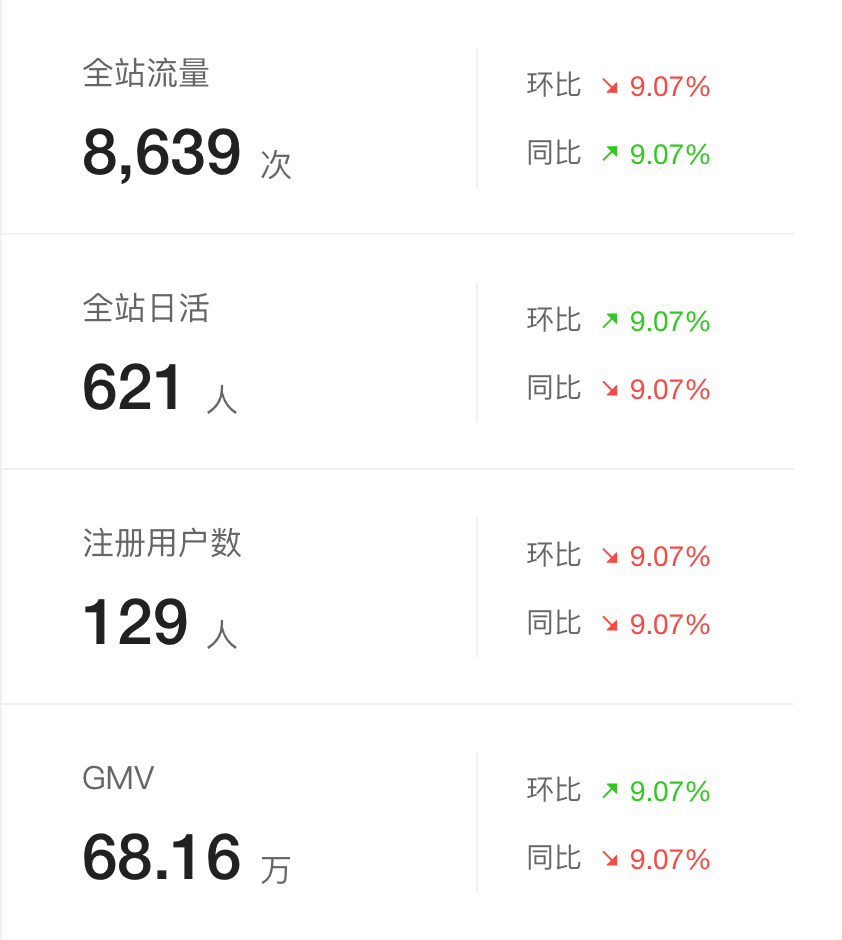 全站流量
8,639 次
环比 ↘ 9.07%
同比 ↗ 9.07%
全站日活
621 人
环比 ↗ 9.07%
同比 ↘ 9.07%
注册用户数
129 人
环比 ↘ 9.07%
同比 ↘ 9.07%
GMV
68.16 万
环比 ↗ 9.07%
同比 ↘ 9.07%